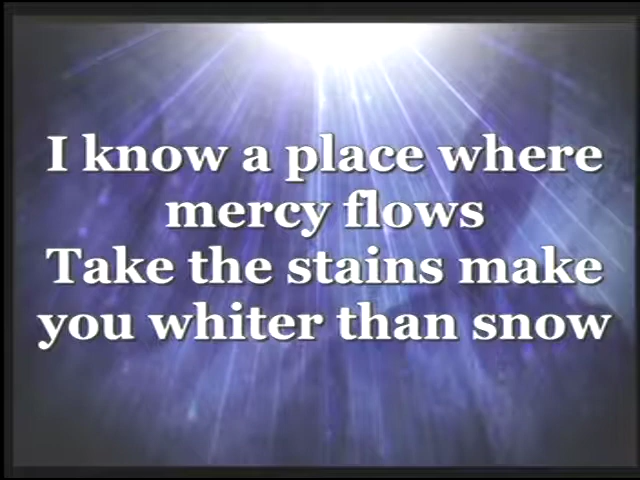 I know a place where
mercy flows
Take the stains make
you whiter than snow